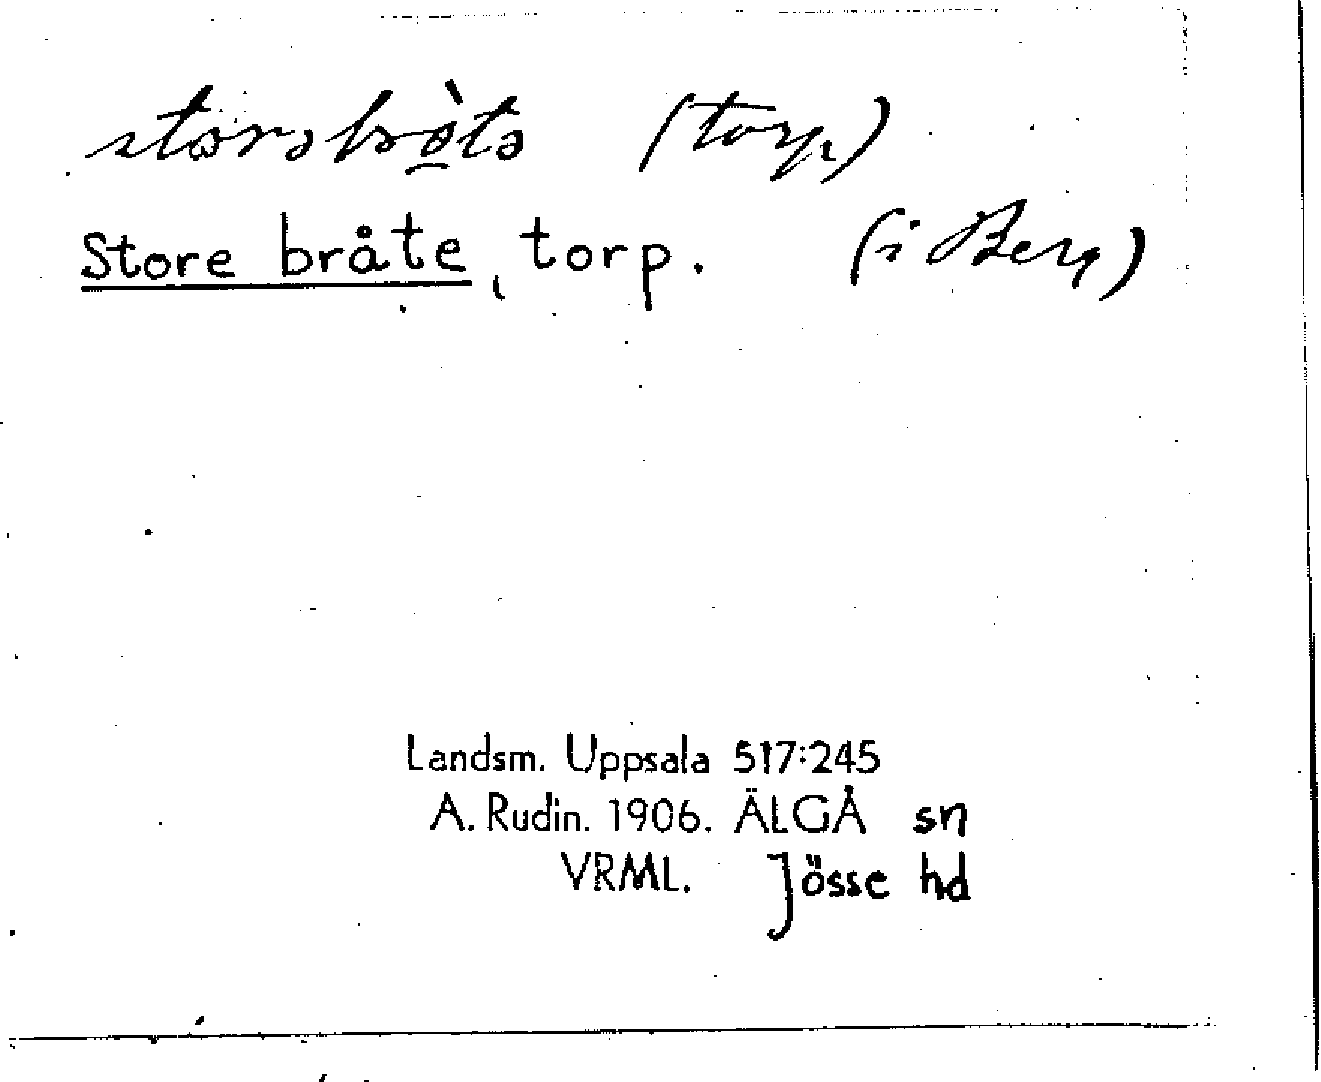 (torp)
Store bråte, torp. (i Berg)
Landsm. Uppsala 517:245
A. Rudin. 1906. ÄLGÅ sn
VRML. Jösse hd